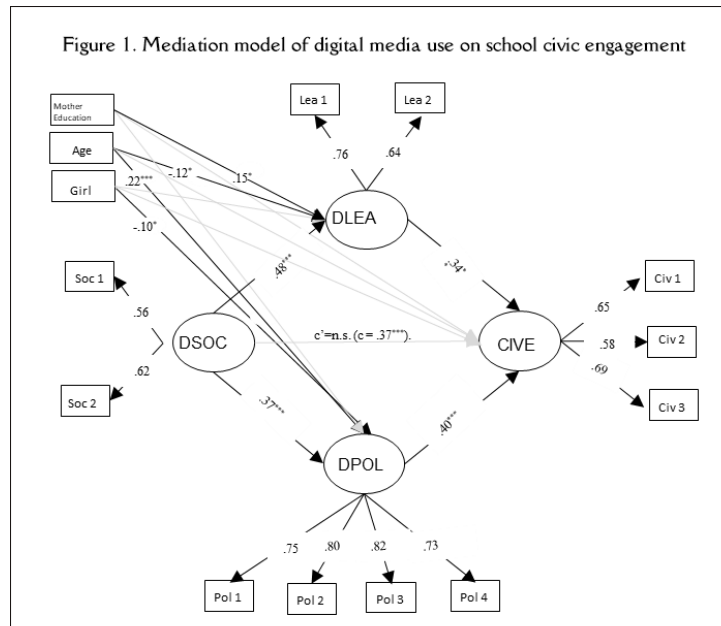 Figure 1. Mediation model of digital media use on school civic engagement
Mother
Education
Age
Girl
Lea 1
Lea 2
.76
.64
.15*
-.12*
.22***
-.10*
DLEA
Soc 1
.56
DSOC
.62
Soc 2
.48***
.34*
c'=n.s. (c = .37***).
CIVE
.65
.58
.69
Civ 1
Civ 2
Civ 3
.37***
.40***
DPOL
.75
.80
.82
.73
Pol 1
Pol 2
Pol 3
Pol 4